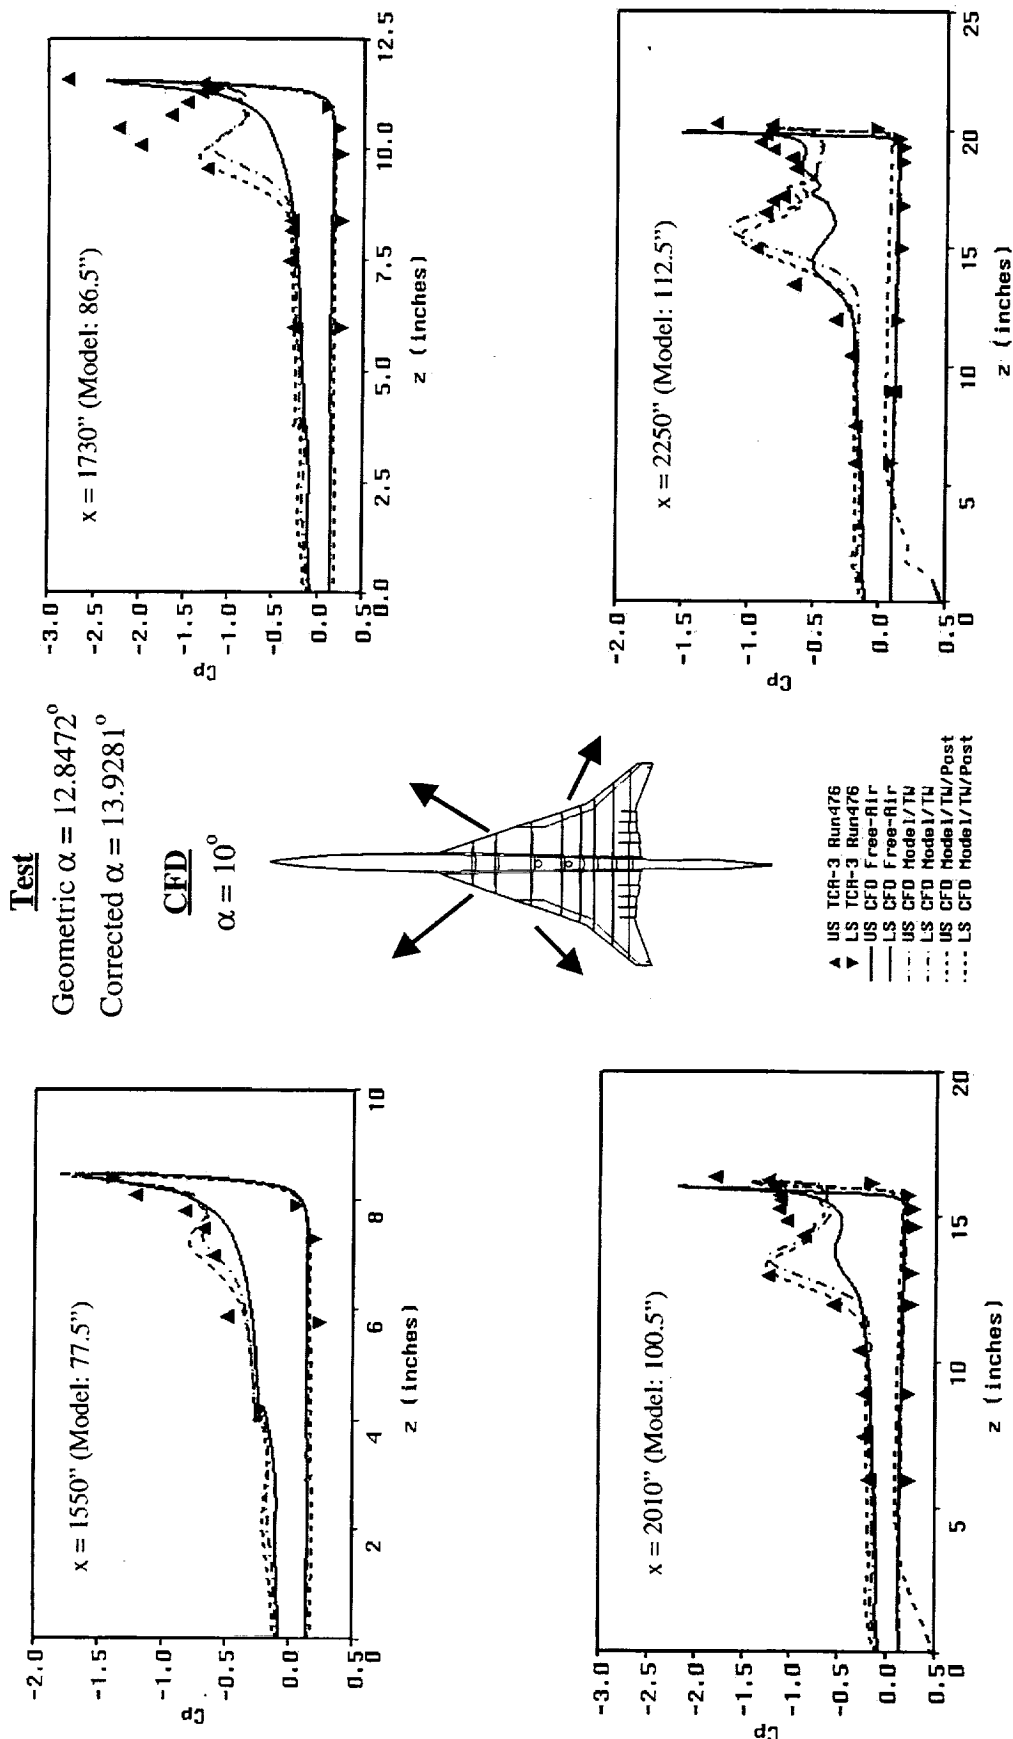 Test
Geometric α = 12.8472°
Corrected α = 13.9281°
CFD
α = 10°
x = 1550" (Model: 77.5")
Cp
-2.0
-1.5
-1.0
-0.5
0.0
0.5
2
4
6
8
10
z (inches)
x = 1730" (Model: 86.5")
Cp
-3.0
-2.5
-2.0
-1.5
-1.0
-0.5
0.0
0.5
0.0
2.5
5.0
7.5
10.0
12.5
z (inches)
x = 2010" (Model: 100.5")
Cp
-3.0
-2.5
-2.0
-1.5
-1.0
-0.5
0.0
0.5
0
5
10
15
20
z (inches)
US TCA-3 Run476
LS TCA-3 Run476
US CFD Free-Air
LS CFD Free-Air
US CFD Model/TW
LS CFD Model/TW
US CFD Model/TW/Post
LS CFD Model/TW/Post
x = 2250" (Model: 112.5")
Cp
-2.0
-1.5
-1.0
-0.5
0.0
0.5
0
5
10
15
20
25
z (inches)